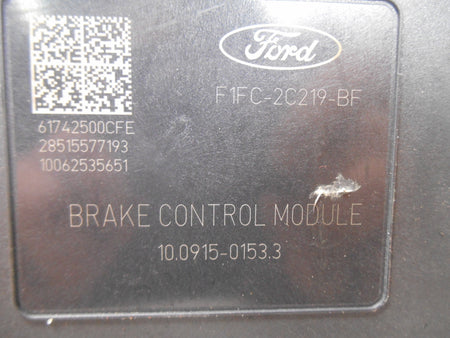 Ford
F1FC-2C219-BF
61742500CFE
28515577193
10062535651
BRAKE CONTROL MODULE
10.0915-0153.3